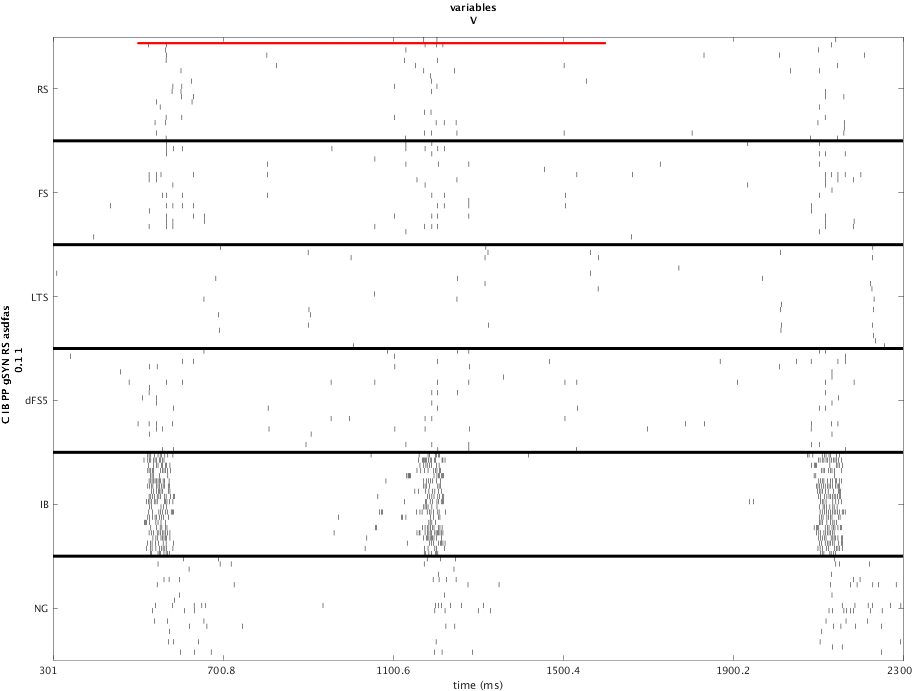 variables
V
RS
FS
LTS
dFS5
IB
NG
C IB PP gSYN RS asdfas
0.1 1
301
700.8
1100.6
1500.4
1900.2
2300
time (ms)